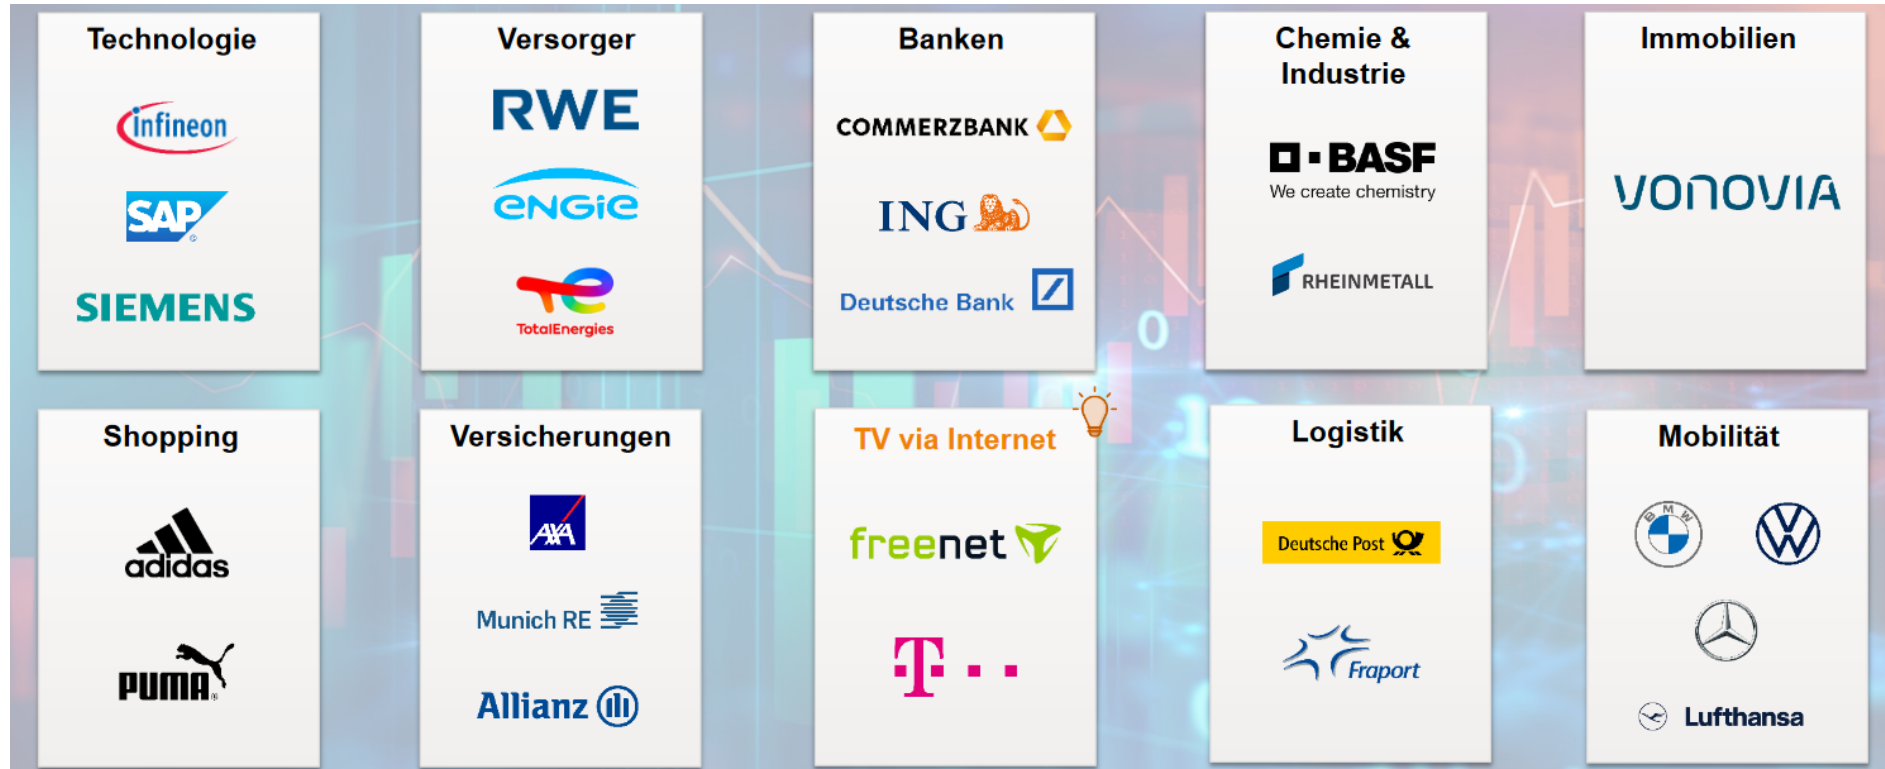 Technologie
infineon
SAP
®
SIEMENS
Versorger
RWE
ENGIE
TotalEnergies
Banken
COMMERZBANK
ING
Deutsche Bank
Chemie &
Industrie
BASF
We create chemistry
RHEINMETALL
Immobilien
VONOVIA
Shopping
adidas
PUMA®
Versicherungen
AXA
Munich RE
Allianz
TV via Internet
freenet
T
Logistik
Deutsche Post
Fraport
Mobilität
BMW
VW
Lufthansa
0